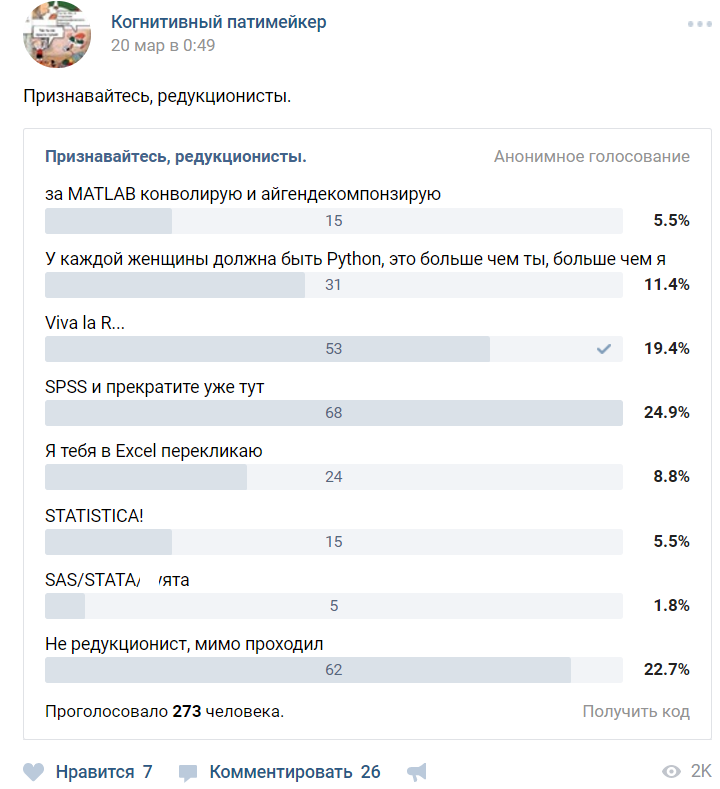 Когнитивный патимейкер
20 мар в 0:49
Признавайтесь, редукционисты.
Признавайтесь, редукционисты.
Анонимное голосование
за MATLAB конволирую и айгендекомпонзирую
15
5.5%
У каждой женщины должна быть Python, это больше чем ты, больше чем я
31
11.4%
Viva la R...
53
19.4%
SPSS и прекратите уже тут
68
24.9%
Я тебя в Excel перекликаю
24
8.8%
STATISTICA!
15
5.5%
SAS/STATA/
5
1.8%
Не редукционист, мимо проходил
62
22.7%
Проголосовало 273 человека.
Получить код
Нравится 7
Комментировать 26
2K